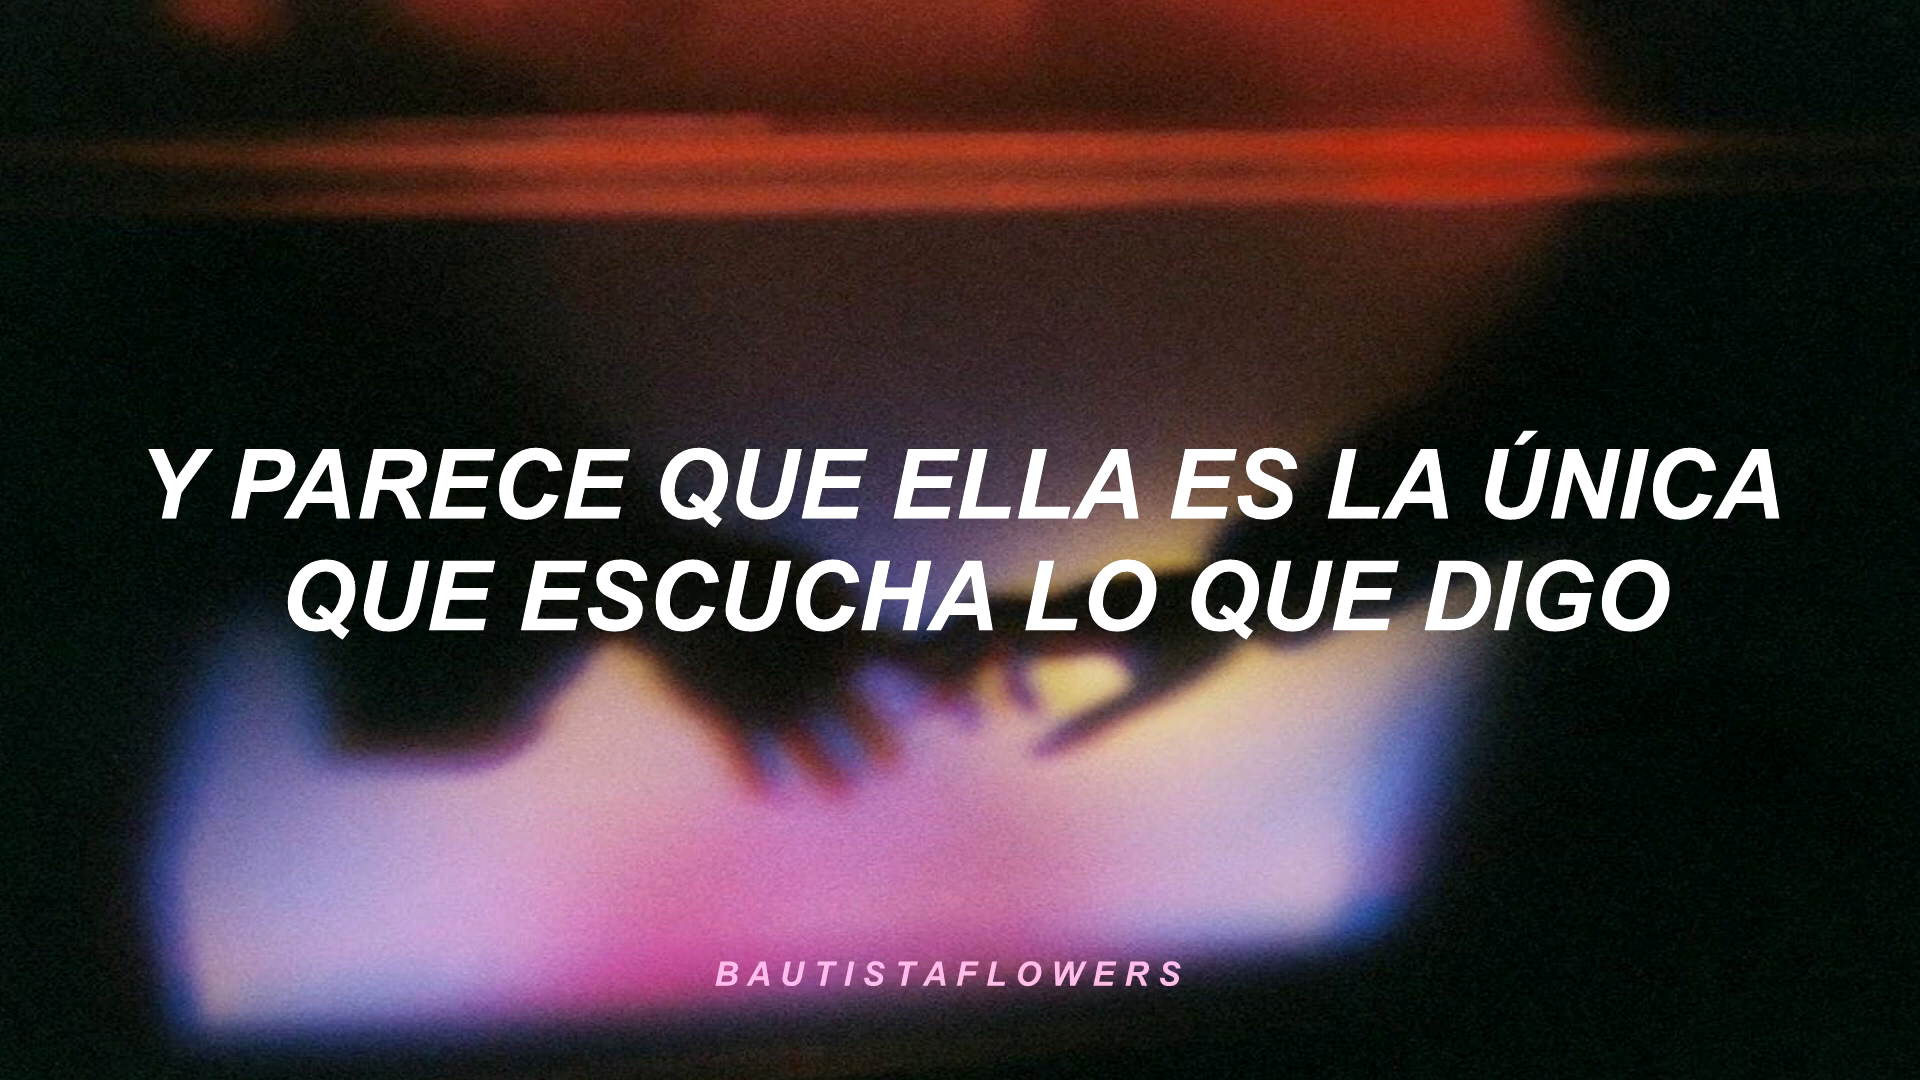 Y PARECE QUE ELLA ES LA ÚNICA
QUE ESCUCHA LO QUE DIGO
BAUTISTAFLOWERS